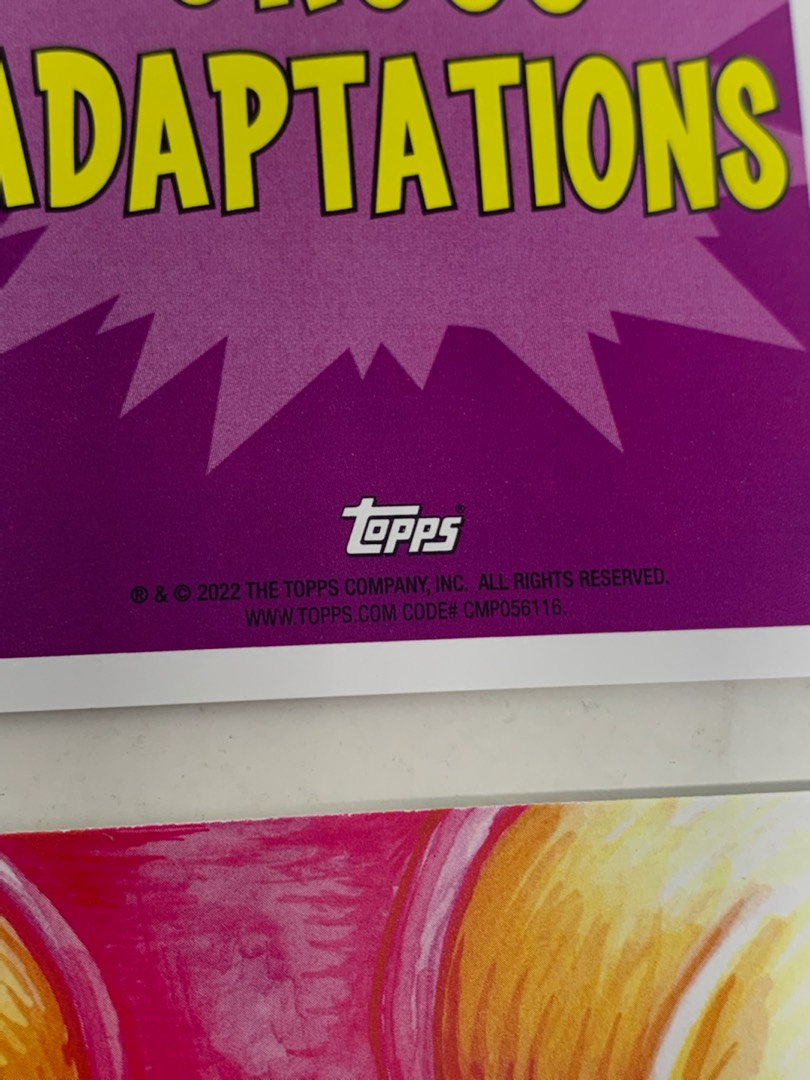 ADAPTATIONS
Topps®
® & © 2022 THE TOPPS COMPANY, INC. ALL RIGHTS RESERVED.
WWW.TOPPS.COM CODE# CMP056116.